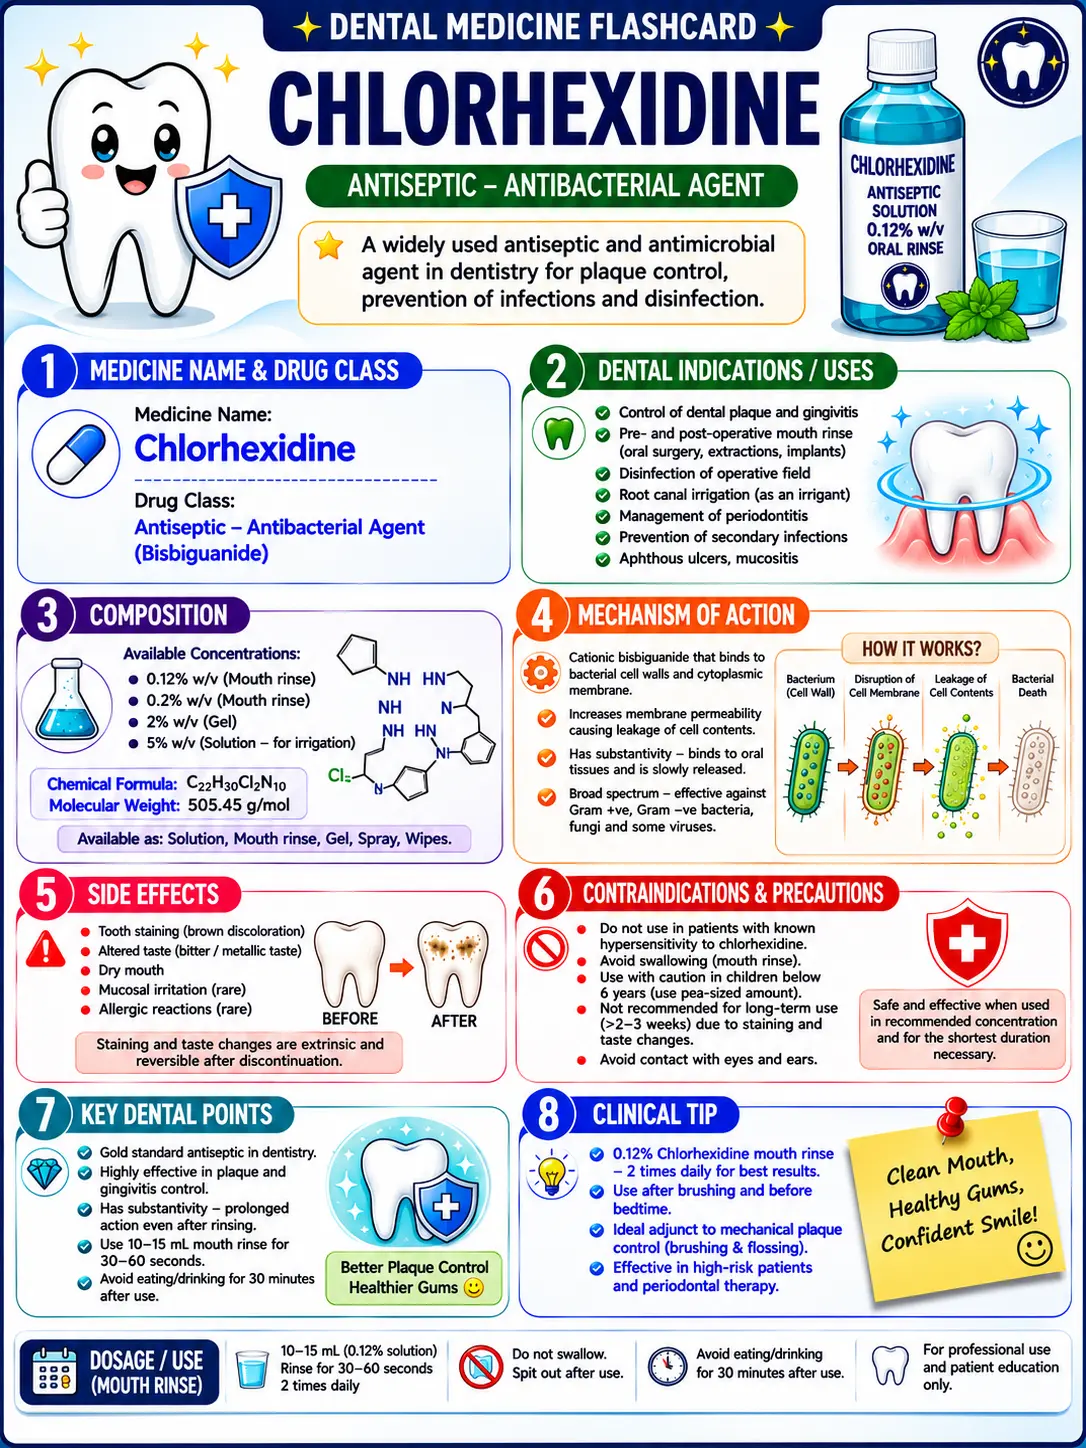 DENTAL MEDICINE FLASHCARD
CHLORHEXIDINE
ANTISEPTIC – ANTIBACTERIAL AGENT
A widely used antiseptic and antimicrobial
agent in dentistry for plaque control,
prevention of infections and disinfection.
CHLORHEXIDINE
ANTISEPTIC
SOLUTION
0.12% w/v
ORAL RINSE
1 MEDICINE NAME & DRUG CLASS
Medicine Name:
Chlorhexidine
Drug Class:
Antiseptic – Antibacterial Agent
(Bisbiguanide)
2 DENTAL INDICATIONS / USES
Control of dental plaque and gingivitis
Pre- and post-operative mouth rinse
(oral surgery, extractions, implants)
Disinfection of operative field
Root canal irrigation (as an irrigant)
Management of periodontitis
Prevention of secondary infections
Aphthous ulcers, mucositis
3 COMPOSITION
Available Concentrations:
0.12% w/v (Mouth rinse)
0.2% w/v (Mouth rinse)
2% w/v (Gel)
5% w/v (Solution – for irrigation)
NH HN
NH N
NH HN
N
Cl
N
Chemical Formula: C₂₂H₃₀Cl₂N₁₀
Molecular Weight: 505.45 g/mol
Available as: Solution, Mouth rinse, Gel, Spray, Wipes.
4 MECHANISM OF ACTION
Cationic bisbiguanide that binds to
bacterial cell walls and cytoplasmic
membrane.
Increases membrane permeability
causing leakage of cell contents.
Has substantivity – binds to oral
tissues and is slowly released.
Broad spectrum – effective against
Gram +ve, Gram –ve bacteria,
fungi and some viruses.
HOW IT WORKS?
Bacterium
(Cell Wall)
Disruption of
Cell Membrane
Leakage of
Cell Contents
Bacterial
Death
5 SIDE EFFECTS
Tooth staining (brown discoloration)
Altered taste (bitter / metallic taste)
Dry mouth
Mucosal irritation (rare)
Allergic reactions (rare)
BEFORE
AFTER
Staining and taste changes are extrinsic and
reversible after discontinuation.
6 CONTRAINDICATIONS & PRECAUTIONS
Do not use in patients with known
hypersensitivity to chlorhexidine.
Avoid swallowing (mouth rinse).
Use with caution in children below
6 years (use pea-sized amount).
Not recommended for long-term use
(>2–3 weeks) due to staining and
taste changes.
Avoid contact with eyes and ears.
Safe and effective when used
in recommended concentration
and for the shortest duration
necessary.
7 KEY DENTAL POINTS
Gold standard antiseptic in dentistry.
Highly effective in plaque and
gingivitis control.
Has substantivity – prolonged
action even after rinsing.
Use 10–15 mL mouth rinse for
30–60 seconds.
Avoid eating/drinking for 30 minutes
after use.
Better Plaque Control
Healthier Gums
8 CLINICAL TIP
0.12% Chlorhexidine mouth rinse
– 2 times daily for best results.
Use after brushing and before
bedtime.
Ideal adjunct to mechanical plaque
control (brushing & flossing).
Effective in high-risk patients
and periodontal therapy.
Clean Mouth,
Healthy Gums,
Confident Smile!
DOSAGE / USE
(MOUTH RINSE)
10–15 mL (0.12% solution)
Rinse for 30–60 seconds
2 times daily
Do not swallow.
Spit out after use.
Avoid eating/drinking
for 30 minutes after use.
For professional use
and patient education
only.